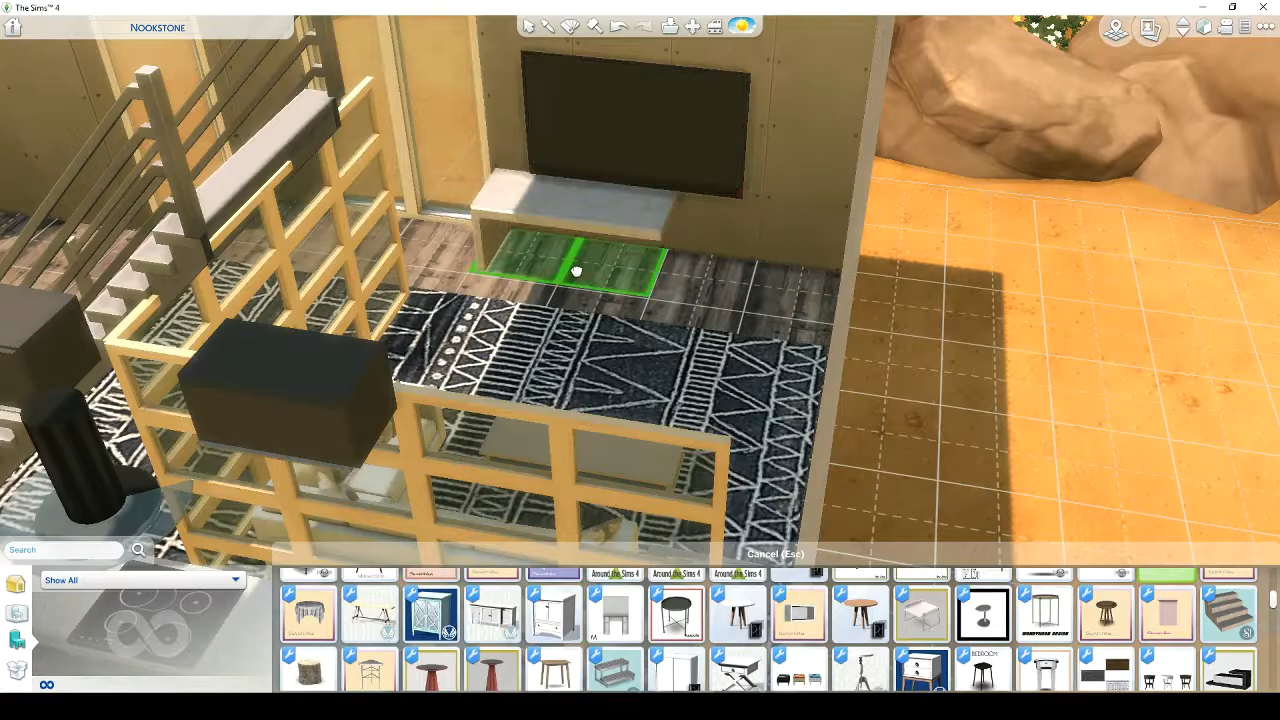 The Sims™ 4
NOOKSTONE
Cancel (Esc)
Search
Show All
Around the Sims 4
Around the Sims 4
Around the Sims 4
BEDROOM